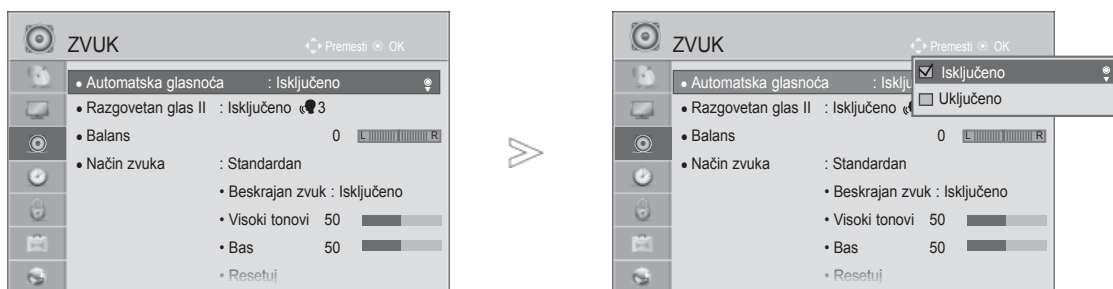 ZVUK
Premesti OK
• Automatska glasnoća : Isključeno
• Razgovetan glas II : Isključeno 3
• Balans 0 L R
• Način zvuka : Standardan
• Beskrajan zvuk : Isključeno
• Visoki tonovi 50
• Bas 50
• Resetuj
>>
ZVUK
Premesti OK
• Automatska glasnoća : Isklju
Isključeno
Uključeno
• Razgovetan glas II : Isključeno
• Balans 0 L R
• Način zvuka : Standardan
• Beskrajan zvuk : Isključeno
• Visoki tonovi 50
• Bas 50
• Resetuj